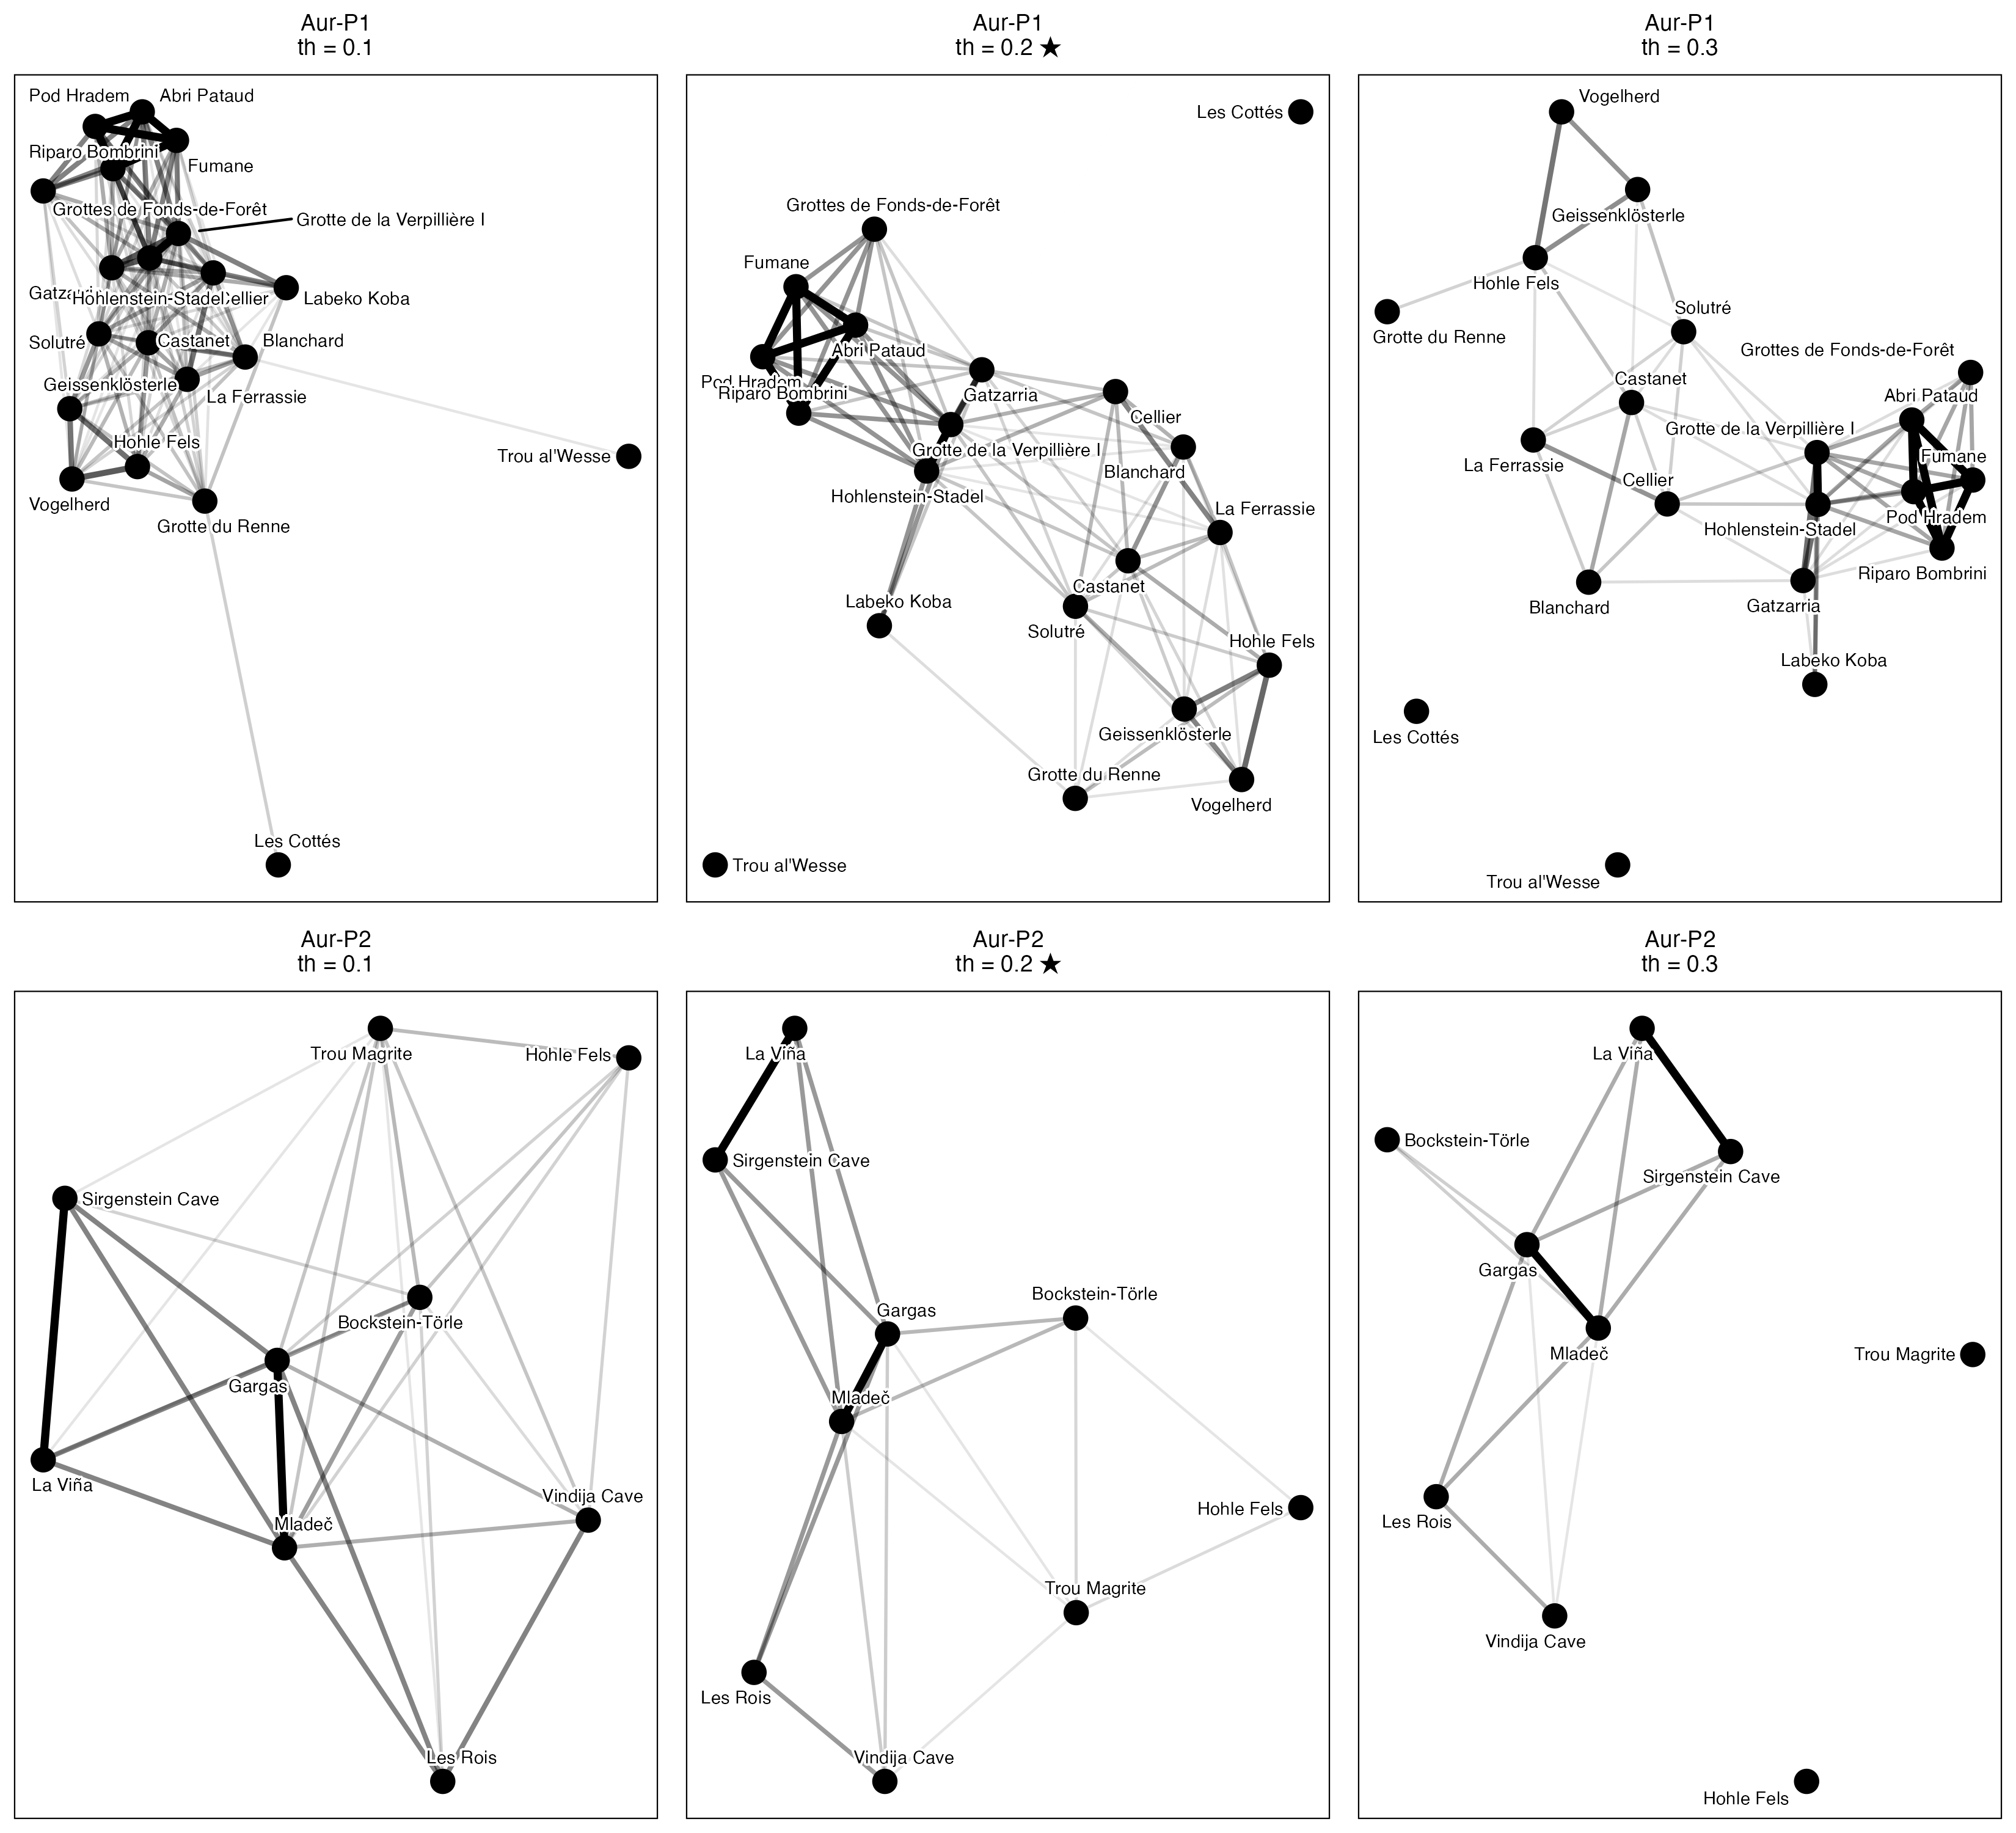 Aur-P1
th = 0.1
Pod Hradem
Abri Pataud
Riparo Bombrini
Fumane
Grottes de Fonds-de-Forêt
Grotte de la Verpillière I
Hohlenstein-Stadel
Labeko Koba
Solutré
Castanet
Blanchard
Geissenklösterle
La Ferrassie
Hohle Fels
Trou al'Wesse
Vogelherd
Grotte du Renne
Les Cottés
Aur-P1
th = 0.2 ★
Les Cottés
Grottes de Fonds-de-Forêt
Fumane
Abri Pataud
Pod Hradem
Riparo Bombrini
Gatzarria
Cellier
Grotte de la Verpillière I
Blanchard
Hohlenstein-Stadel
La Ferrassie
Castanet
Labeko Koba
Solutré
Hohle Fels
Geissenklösterle
Grotte du Renne
Vogelherd
Trou al'Wesse
Aur-P1
th = 0.3
Vogelherd
Geissenklösterle
Hohle Fels
Solutré
Grotte du Renne
Grottes de Fonds-de-Forêt
Castanet
Abri Pataud
Grotte de la Verpillière I
Fumane
La Ferrassie
Cellier
Pod Hradem
Hohlenstein-Stadel
Riparo Bombrini
Blanchard
Gatzarria
Labeko Koba
Les Cottés
Trou al'Wesse
Aur-P2
th = 0.1
Trou Magrite
Hohle Fels
Sirgenstein Cave
Bockstein-Törle
Gargas
La Viña
Vindija Cave
Mladeč
Les Rois
Aur-P2
th = 0.2 ★
La Viña
Sirgenstein Cave
Bockstein-Törle
Gargas
Mladeč
Hohle Fels
Trou Magrite
Les Rois
Vindija Cave
Aur-P2
th = 0.3
La Viña
Bockstein-Törle
Sirgenstein Cave
Gargas
Mladeč
Trou Magrite
Les Rois
Vindija Cave
Hohle Fels